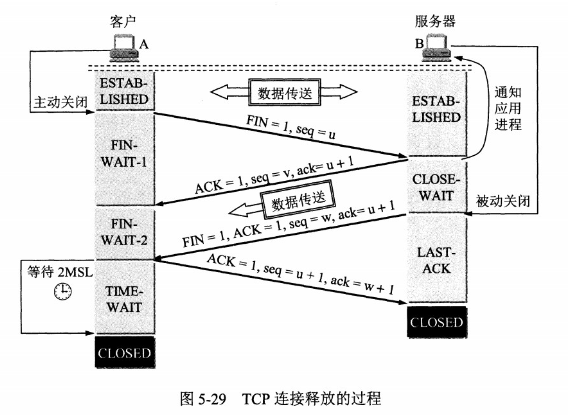 客户
服务器
A
B
ESTAB-
LISHED
数据传送
ESTAB-
LISHED
通知
应用
进程
主动关闭
FIN = 1, seq = u
FIN-
WAIT-1
ACK = 1, seq = v, ack= u + 1
CLOSE-
WAIT
数据传送
被动关闭
FIN-
WAIT-2
FIN = 1, ACK = 1, seq = w, ack= u + 1
ACK = 1, seq = u + 1, ack = w + 1
LAST-
ACK
等待 2MSL
TIME-
WAIT
CLOSED
CLOSED
图 5-29 TCP 连接释放的过程